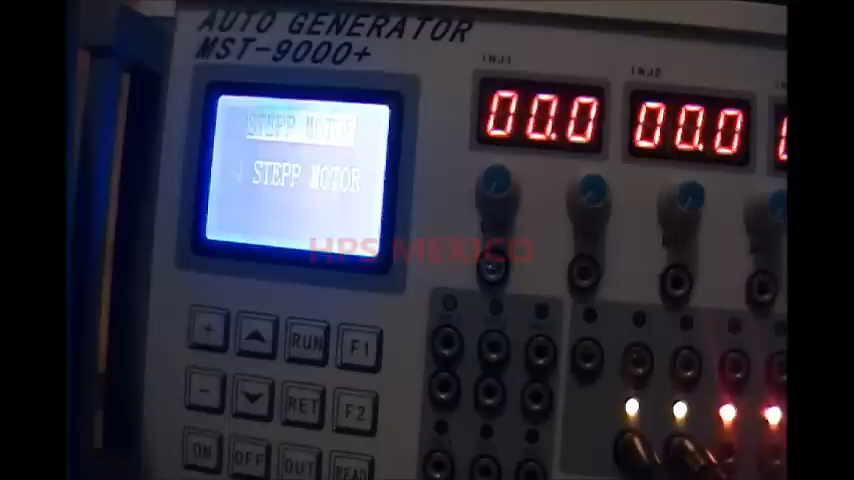 AUTO GENERATOR
MST-9000+
INJ1
INJ2
00.0
00.0
STEPP MOTOR
STEPP MOTOR
HPS MEXICO
+
RUN
F1
-
RET
F2
ON
OFF
OUT
READ